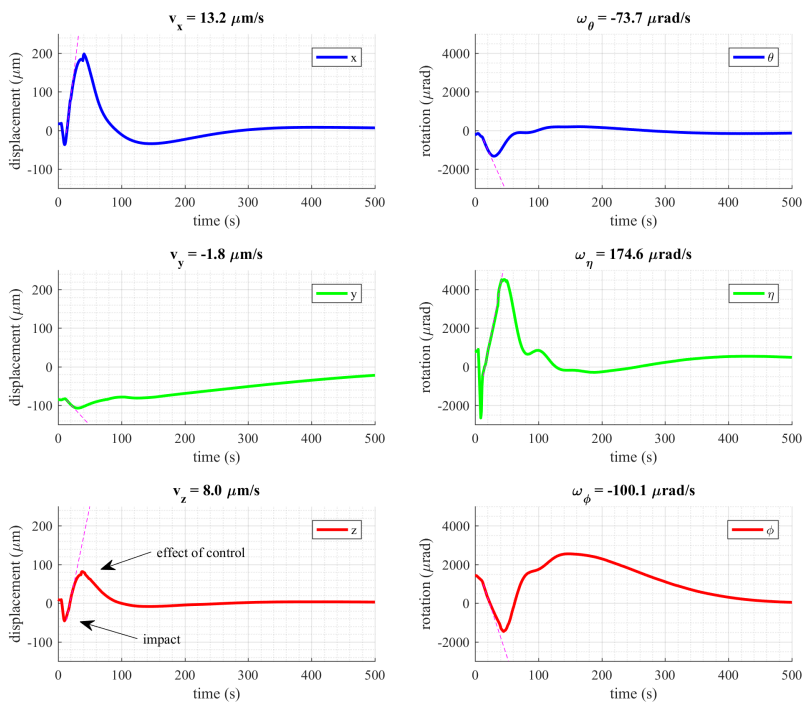 v_x = 13.2 μm/s
displacement (μm)
200
100
0
-100
x
0 100 200 300 400 500
time (s)
ω_θ = -73.7 μrad/s
rotation (μrad)
4000
2000
0
-2000
θ
0 100 200 300 400 500
time (s)
v_y = -1.8 μm/s
displacement (μm)
200
100
0
-100
y
0 100 200 300 400 500
time (s)
ω_η = 174.6 μrad/s
rotation (μrad)
4000
2000
0
-2000
η
0 100 200 300 400 500
time (s)
v_z = 8.0 μm/s
displacement (μm)
200
100
0
-100
z
effect of control
impact
0 100 200 300 400 500
time (s)
ω_ϕ = -100.1 μrad/s
rotation (μrad)
4000
2000
0
-2000
ϕ
0 100 200 300 400 500
time (s)